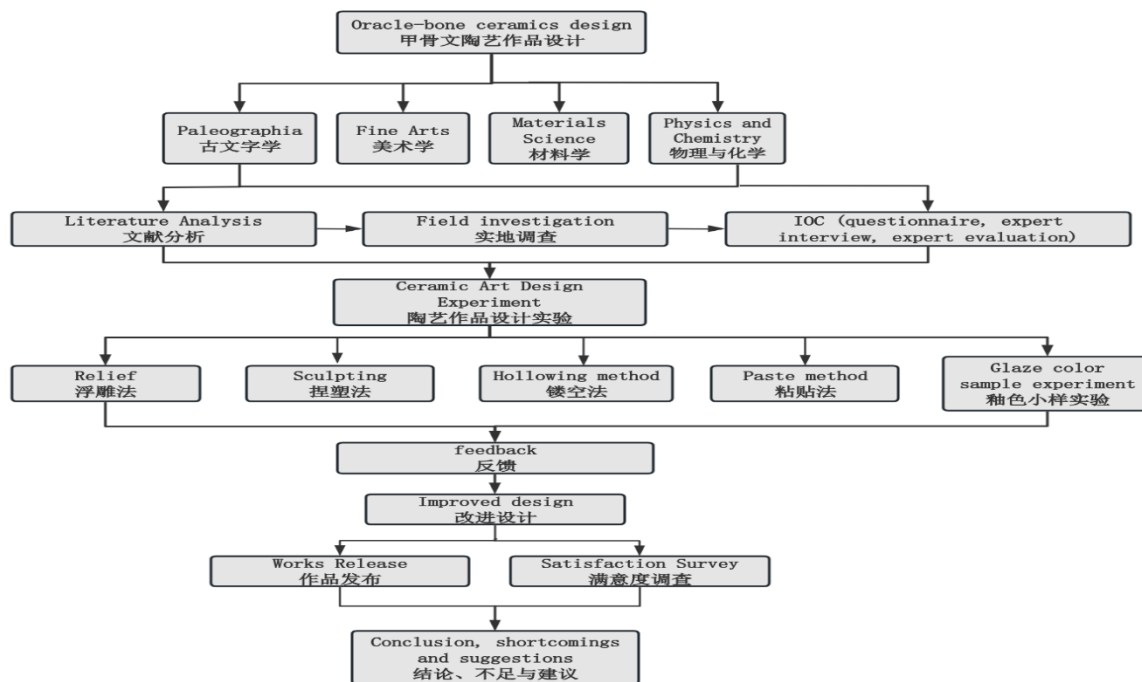 Oracle-bone ceramics design
甲骨文陶艺作品设计
Paleographia
古文字学
Fine Arts
美术学
Materials
Science
材料学
Physics and
Chemistry
物理与化学
Literature Analysis
文献分析
Field investigation
实地调查
IOC (questionnaire, expert
interview, expert evaluation)
Ceramic Art Design
Experiment
陶艺作品设计实验
Relief
浮雕法
Sculpting
捏塑法
Hollowing method
镂空法
Paste method
粘贴法
Glaze color
sample experiment
釉色小样实验
feedback
反馈
Improved design
改进设计
Works Release
作品发布
Satisfaction Survey
满意度调查
Conclusion, shortcomings
and suggestions
结论、不足与建议